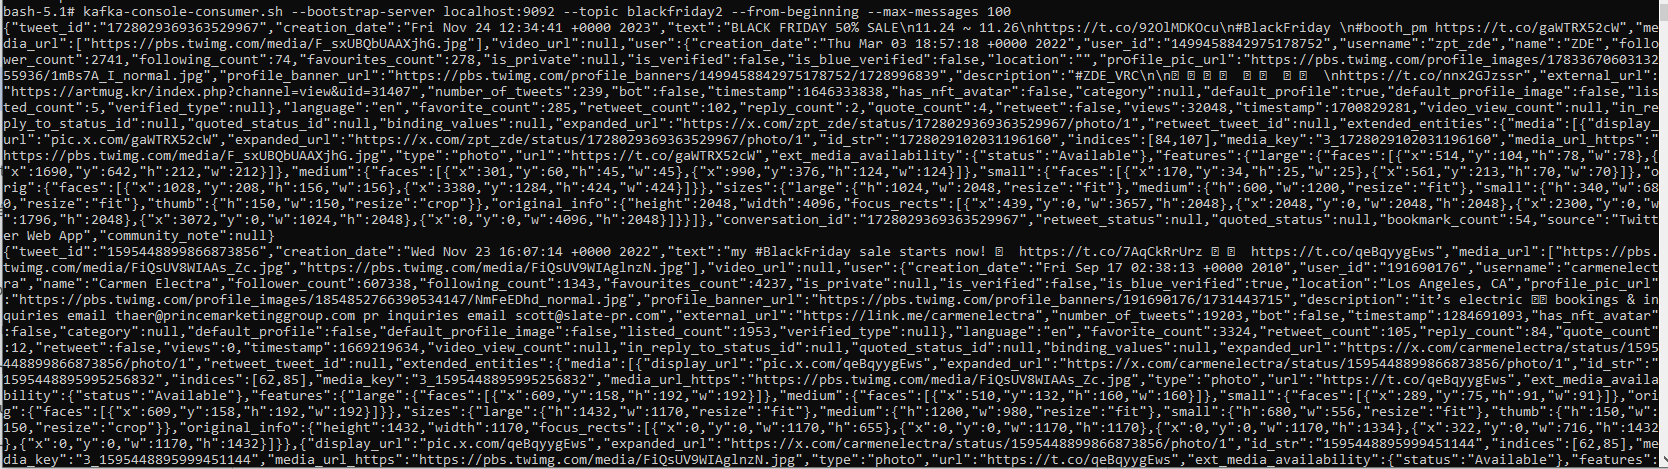 bash-5.1# kafka-console-consumer.sh --bootstrap-server localhost:9092 --topic blackfriday2 --from-beginning --max-messages 100
{"tweet_id":"1728029369363529967","creation_date":"Fri Nov 24 12:34:41 +0000 2023","text":"BLACK FRIDAY 50% SALE\n11.24 ~ 11.26\nhttps://t.co/92OlMDKOcu\n#BlackFriday \n#booth_pm https://t.co/gaWTRX52cW","me
dia_url":["https://pbs.twimg.com/media/F_sxUBQbUAAXjhG.jpg"],"video_url":null,"user":{"creation_date":"Thu Mar 03 18:57:18 +0000 2022","user_id":"1499458842975178752","username":"zpt_zde","name":"ZDE","follo
wer_count":2741,"following_count":74,"favourites_count":278,"is_private":null,"is_verified":false,"is_blue_verified":true,"location":"","profile_pic_url":"https://pbs.twimg.com/profile_images/17833670603132
55936/1mBs7A_I_normal.jpg","profile_banner_url":"https://pbs.twimg.com/profile_banners/1499458842975178752/1728996839","description":"#ZDE_VRC\n\n \nhttps://t.co/nnx2GJzssr","external_url":
"https://artmug.kr/index.php?channel=view&uid=31407","number_of_tweets":239,"bot":false,"timestamp":1646333838,"has_nft_avatar":false,"category":null,"default_profile":true,"default_profile_image":false,"lis
ted_count":5,"verified_type":null},"language":"en","favorite_count":285,"retweet_count":102,"reply_count":2,"quote_count":4,"retweet":false,"views":32048,"timestamp":1700829281,"video_view_count":null,"in_re
ply_to_status_id":null,"quoted_status_id":null,"binding_values":null,"expanded_url":"https://x.com/zpt_zde/status/1728029369363529967/photo/1","retweet_tweet_id":null,"extended_entities":{"media":[{"display_
url":"pic.x.com/gaWTRX52cW","expanded_url":"https://x.com/zpt_zde/status/1728029369363529967/photo/1","id_str":"1728029102031196160","indices":[84,107],"media_key":"3_1728029102031196160","media_url_https":"
https://pbs.twimg.com/media/F_sxUBQbUAAXjhG.jpg","type":"photo","url":"https://t.co/gaWTRX52cW","ext_media_availability":{"status":"Available"},"features":{"large":{"faces":[{"x":514,"y":104,"h":78,"w":78},{
"x":1690,"y":642,"h":212,"w":212}]},"medium":{"faces":[{"x":301,"y":60,"h":45,"w":45},{"x":990,"y":376,"h":124,"w":124}]},"small":{"faces":[{"x":170,"y":34,"h":25,"w":25},{"x":561,"y":213,"h":70,"w":70}]},"o
rig":{"faces":[{"x":1028,"y":208,"h":156,"w":156},{"x":3380,"y":1284,"h":424,"w":424}]}},"sizes":{"large":{"h":1024,"w":2048,"resize":"fit"},"medium":{"h":600,"w":1200,"resize":"fit"},"small":{"h":340,"w":68
0,"resize":"fit"},"thumb":{"h":150,"w":150,"resize":"crop"}},"original_info":{"height":2048,"width":4096,"focus_rects":[{"x":439,"y":0,"w":3657,"h":2048},{"x":2048,"y":0,"w":2048,"h":2048},{"x":2300,"y":0,"w
":1796,"h":2048},{"x":3072,"y":0,"w":1024,"h":2048},{"x":0,"y":0,"w":4096,"h":2048}]}}]},"conversation_id":"1728029369363529967","retweet_status":null,"quoted_status":null,"bookmark_count":54,"source":"Twitt
er Web App","community_note":null}
{"tweet_id":"1595448899866873856","creation_date":"Wed Nov 23 16:07:14 +0000 2022","text":"my #BlackFriday sale starts now! https://t.co/7AqCkRrUrz https://t.co/qeBqyygEws","media_url":["https://pbs.
twimg.com/media/FiQsUV8WIAAs_Zc.jpg","https://pbs.twimg.com/media/FiQsUV9WIAglnzN.jpg"],"video_url":null,"user":{"creation_date":"Fri Sep 17 02:38:13 +0000 2010","user_id":"191690176","username":"carmenelect
ra","name":"Carmen Electra","follower_count":607338,"following_count":1343,"favourites_count":4237,"is_private":null,"is_verified":false,"is_blue_verified":true,"location":"Los Angeles, CA","profile_pic_url"
:"https://pbs.twimg.com/profile_images/1854852766390534147/NmFeEDhd_normal.jpg","profile_banner_url":"https://pbs.twimg.com/profile_banners/191690176/1731443715","description":"it’s electric bookings & in
quiries email thaer@princemarketinggroup.com pr inquiries email scott@slate-pr.com","external_url":"https://link.me/carmenelectra","number_of_tweets":19203,"bot":false,"timestamp":1284691093,"has_nft_avatar"
:false,"category":null,"default_profile":false,"default_profile_image":false,"listed_count":1953,"verified_type":null},"language":"en","favorite_count":3324,"retweet_count":105,"reply_count":84,"quote_count"
:12,"retweet":false,"views":0,"timestamp":1669219634,"video_view_count":null,"in_reply_to_status_id":null,"quoted_status_id":null,"binding_values":null,"expanded_url":"https://x.com/carmenelectra/status/1595
448899866873856/photo/1","retweet_tweet_id":null,"extended_entities":{"media":[{"display_url":"pic.x.com/qeBqyygEws","expanded_url":"https://x.com/carmenelectra/status/1595448899866873856/photo/1","id_str":"
1595448895995256832","indices":[62,85],"media_key":"3_1595448895995256832","media_url_https":"https://pbs.twimg.com/media/FiQsUV8WIAAs_Zc.jpg","type":"photo","url":"https://t.co/qeBqyygEws","ext_media_availa
bility":{"status":"Available"},"features":{"large":{"faces":[{"x":609,"y":158,"h":192,"w":192}]},"medium":{"faces":[{"x":510,"y":132,"h":160,"w":160}]},"small":{"faces":[{"x":289,"y":75,"h":91,"w":91}]},"ori
g":{"faces":[{"x":609,"y":158,"h":192,"w":192}]}},"sizes":{"large":{"h":1432,"w":1170,"resize":"fit"},"medium":{"h":1200,"w":980,"resize":"fit"},"small":{"h":680,"w":556,"resize":"fit"},"thumb":{"h":150,"w":
150,"resize":"crop"}},"original_info":{"height":1432,"width":1170,"focus_rects":[{"x":0,"y":0,"w":1170,"h":655},{"x":0,"y":0,"w":1170,"h":1170},{"x":0,"y":0,"w":1170,"h":1334},{"x":322,"y":0,"w":716,"h":1432
},{"x":0,"y":0,"w":1170,"h":1432}]}},{"display_url":"pic.x.com/qeBqyygEws","expanded_url":"https://x.com/carmenelectra/status/1595448899866873856/photo/1","id_str":"1595448895999451144","indices":[62,85],"me
dia_key":"3_1595448895999451144","media_url_https":"https://pbs.twimg.com/media/FiQsUV9WIAglnzN.jpg","type":"photo","url":"https://t.co/qeBqyygEws","ext_media_availability":{"status":"Available"},"features":